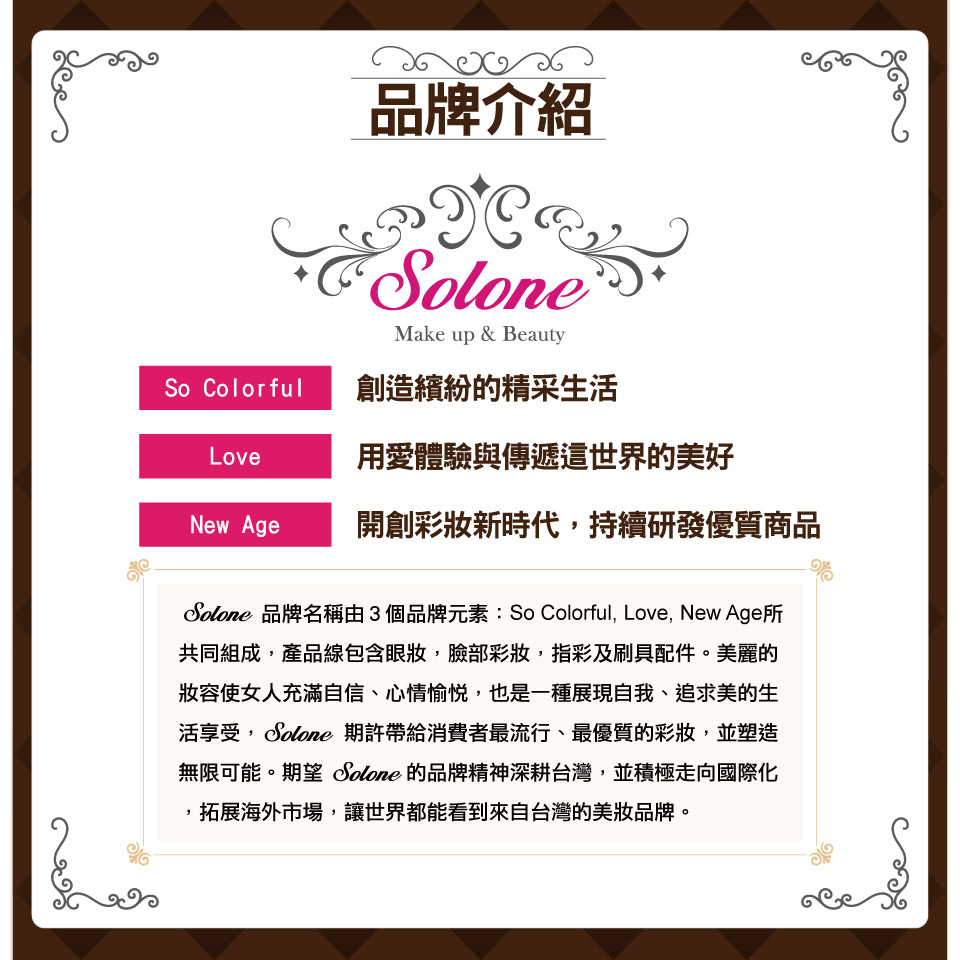 品牌介紹
Solone
Make up & Beauty
So Colorful 創造繽紛的精采生活
Love 用愛體驗與傳遞這世界的美好
New Age 開創彩妝新時代，持續研發優質商品
Solone 品牌名稱由3個品牌元素：So Colorful, Love, New Age所
共同組成，產品線包含眼妝，臉部彩妝，指彩及刷具配件。美麗的
妝容使女人充滿自信、心情愉悅，也是一種展現自我、追求美的生
活享受，Solone 期許帶給消費者最流行、最優質的彩妝，並塑造
無限可能。期望 Solone 的品牌精神深耕台灣，並積極走向國際化
，拓展海外市場，讓世界都能看到來自台灣的美妝品牌。